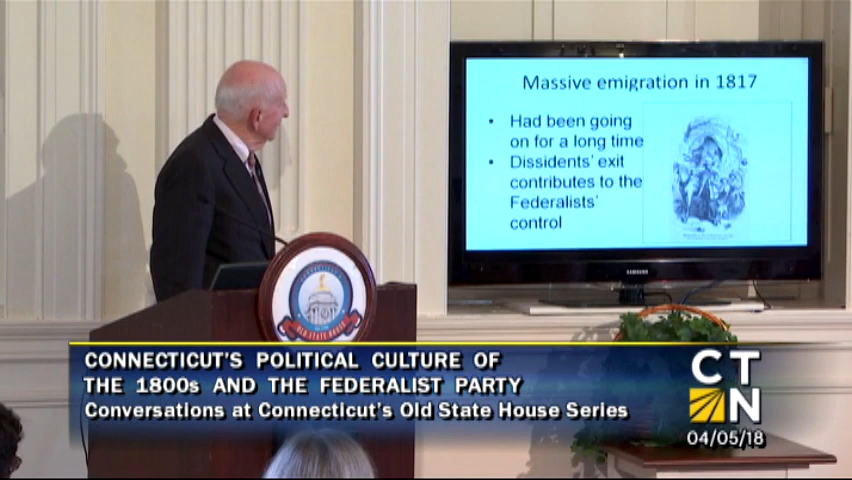 Massive emigration in 1817
• Had been going
on for a long time
• Dissidents' exit
contributes to the
Federalists'
control
SAMSUNG
OLD STATE HOUSE
CONNECTICUT'S POLITICAL CULTURE OF
THE 1800s AND THE FEDERALIST PARTY
Conversations at Connecticut's Old State House Series
CT
N
04/05/18